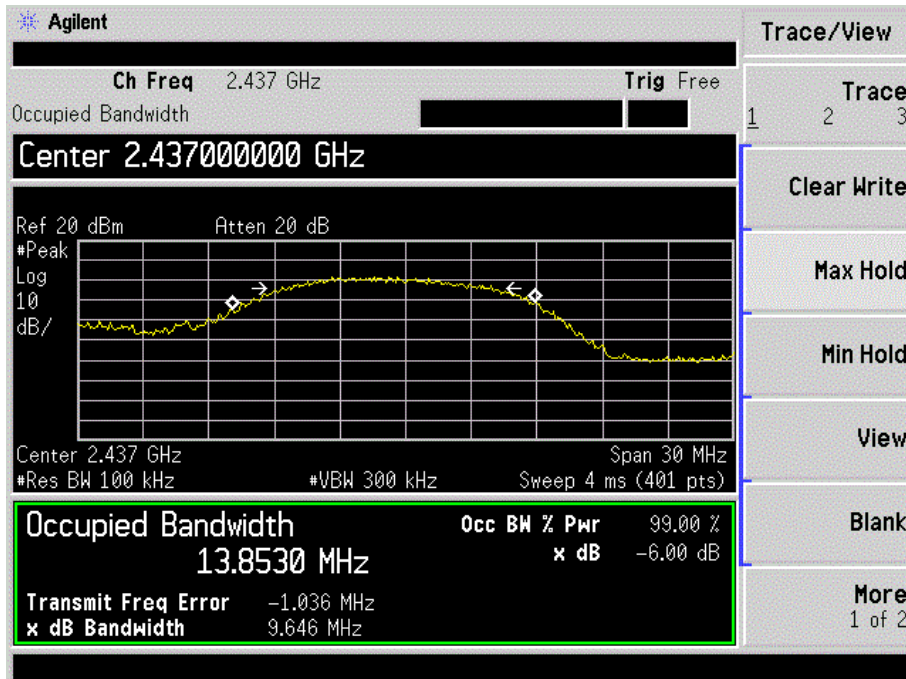 Agilent
Trace/View
Ch Freq 2.437 GHz Trig Free
Occupied Bandwidth
Trace
1 2 3
Center 2.437000000 GHz
Clear Write
Ref 20 dBm Atten 20 dB
#Peak
Log
10
dB/
Max Hold
Min Hold
View
Center 2.437 GHz Span 30 MHz
#Res BW 100 kHz #VBW 300 kHz Sweep 4 ms (401 pts)
Occupied Bandwidth Occ BW % Pwr 99.00 %
13.8530 MHz x dB -6.00 dB
Blank
Transmit Freq Error -1.036 MHz
x dB Bandwidth 9.646 MHz
More
1 of 2